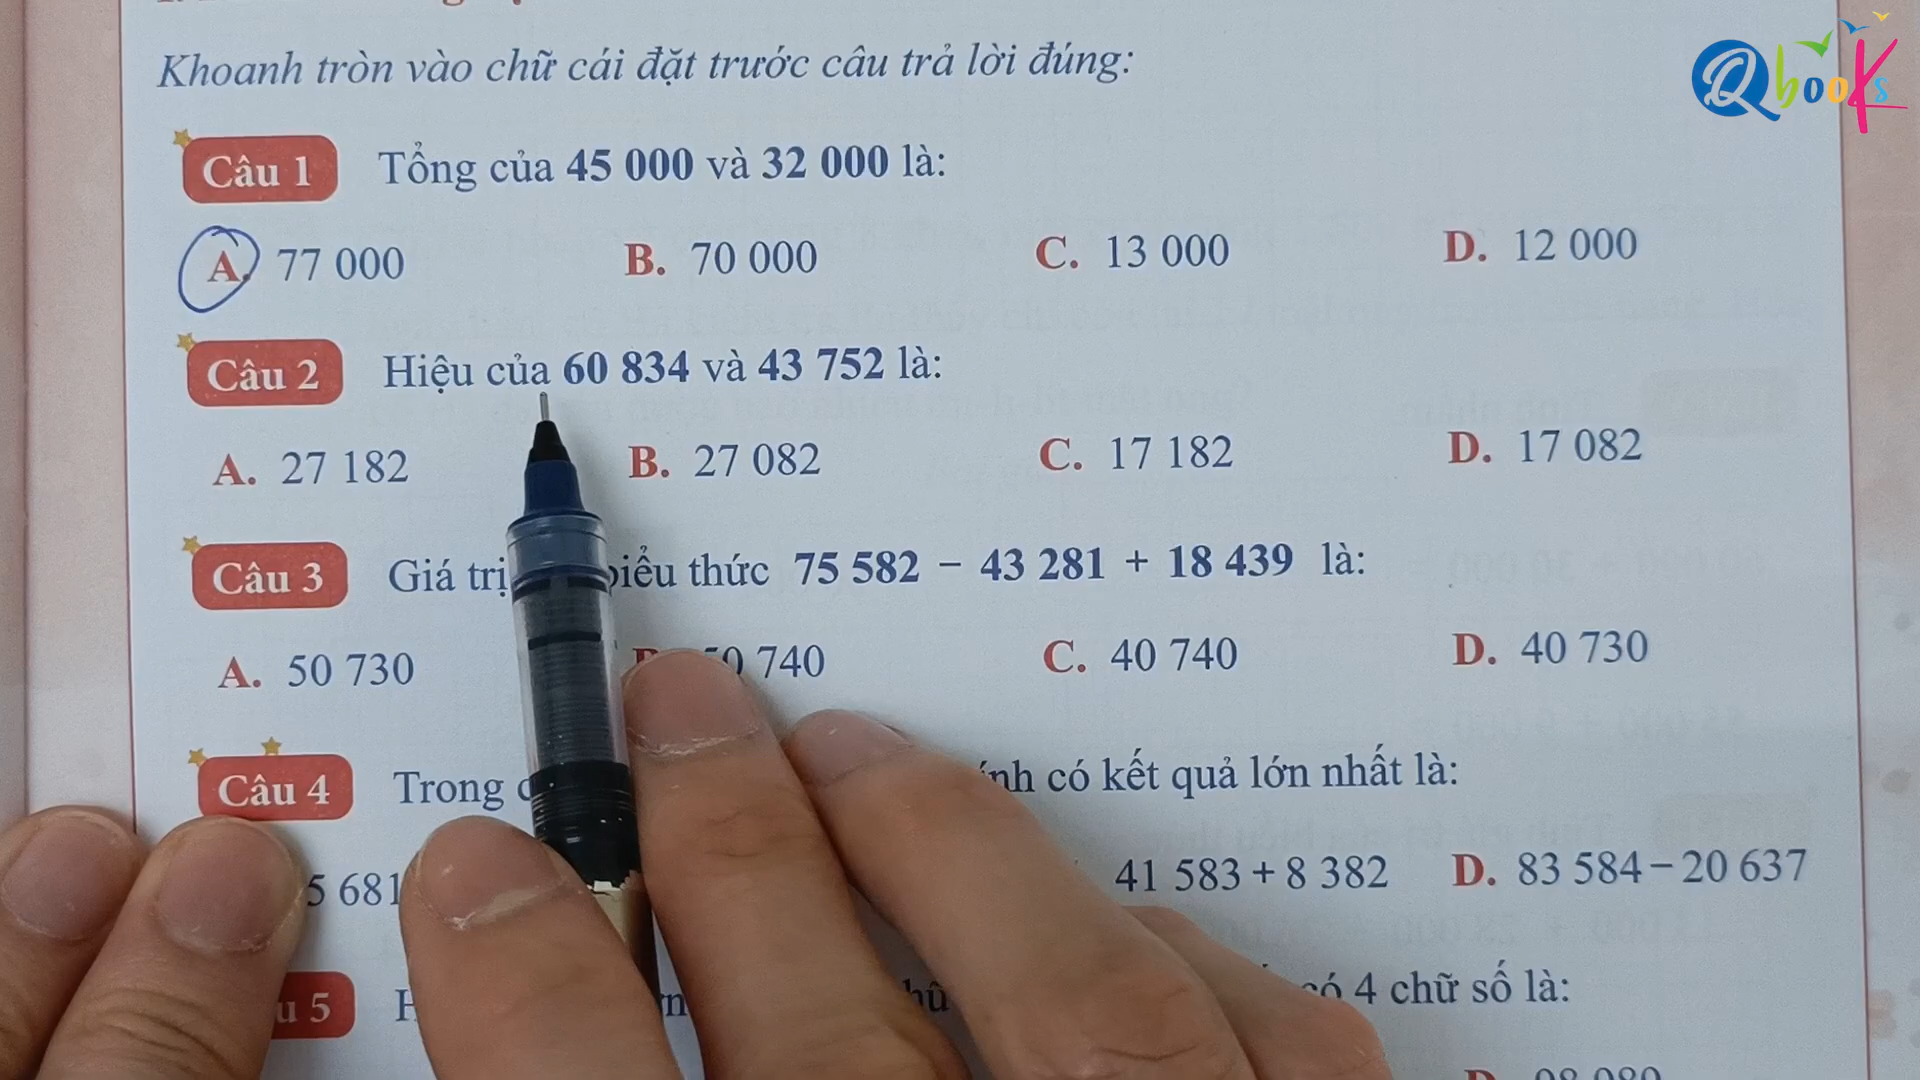 Qbooks
Khoanh tròn vào chữ cái đặt trước câu trả lời đúng:
Câu 1 Tổng của 45 000 và 32 000 là:
A. 77 000 B. 70 000 C. 13 000 D. 12 000
Câu 2 Hiệu của 60 834 và 43 752 là:
A. 27 182 B. 27 082 C. 17 182 D. 17 082
Câu 3 Giá trị biểu thức 75 582 − 43 281 + 18 439 là:
A. 50 730 740 C. 40 740 D. 40 730
Câu 4 Trong có kết quả lớn nhất là:
5 681 41 583 + 8 382 D. 83 584 − 20 637
5 có 4 chữ số là: